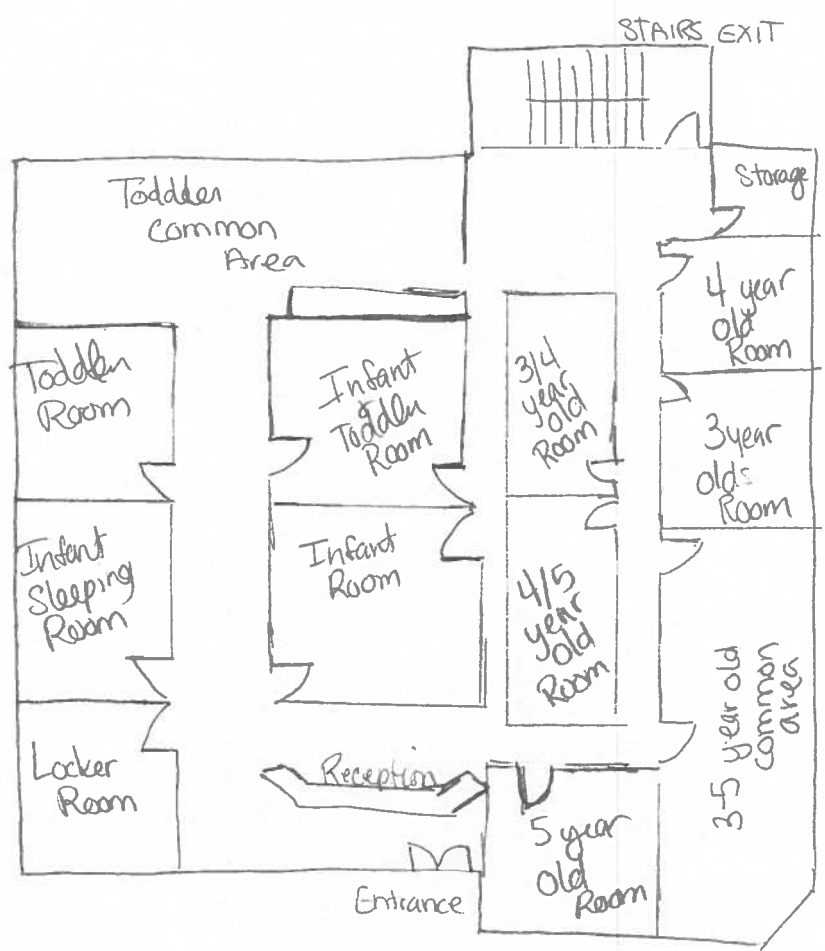 STAIRS EXIT
Toddler
Common
Area
Storage
4 year
old
Room
Toddler
Room
Infant
Toddler
Room
3/4
year
old
Room
3 year
olds
Room
Infant
Sleeping
Room
Infant
Room
4/5
year
old
Room
3-5 year old
common
area
Locker
Room
Reception
5 year
old
Room
Entrance